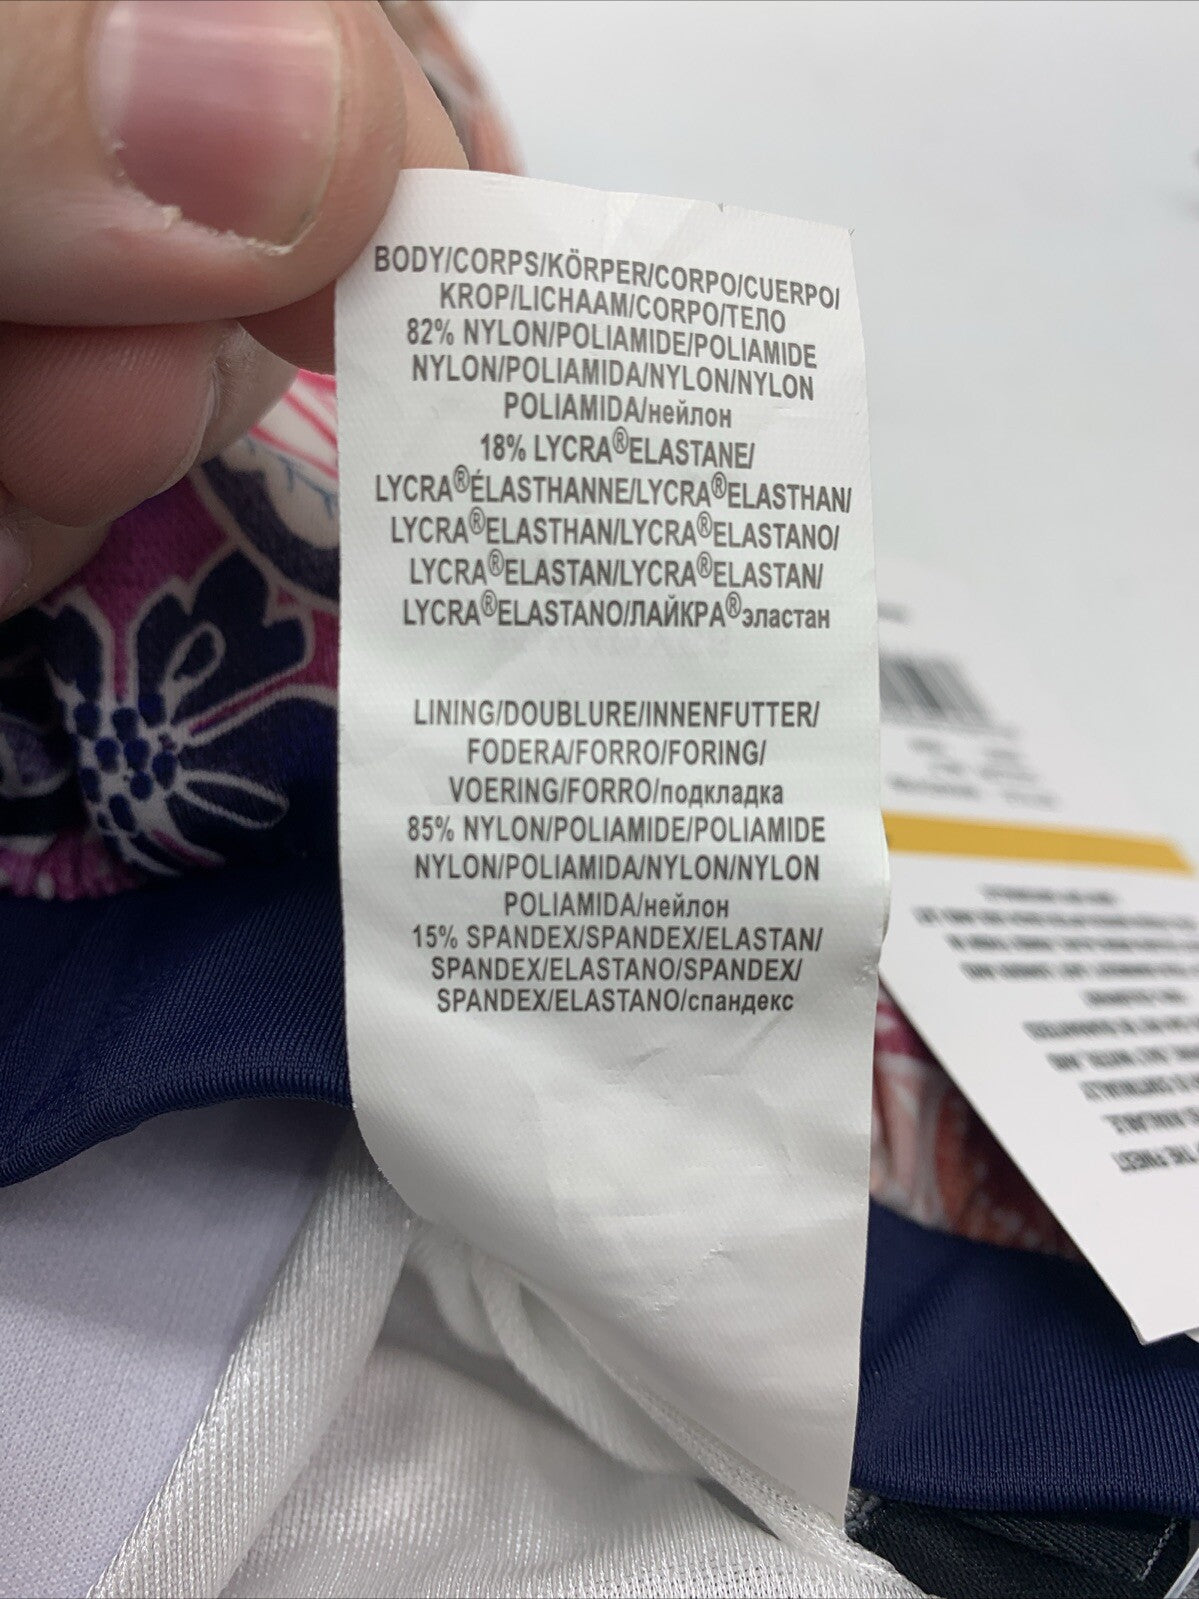 BODY/CORPS/KÖRPER/CORPO/CUERPO/
KROP/LICHAAM/CORPO/ТЕЛО
82% NYLON/POLIAMIDE/POLIAMIDE
NYLON/POLIAMIDA/NYLON/NYLON
POLIAMIDA/нейлон
18% LYCRA®ELASTANE/
LYCRA®ÉLASTHANNE/LYCRA®ELASTHAN/
LYCRA®ELASTHAN/LYCRA®ELASTANO/
LYCRA®ELASTAN/LYCRA®ELASTAN/
LYCRA®ELASTANO/ЛАЙКРА®эластан
LINING/DOUBLURE/INNENFUTTER/
FODERA/FORRO/FORING/
VOERING/FORRO/подкладка
85% NYLON/POLIAMIDE/POLIAMIDE
NYLON/POLIAMIDA/NYLON/NYLON
POLIAMIDA/нейлон
15% SPANDEX/SPANDEX/ELASTAN/
SPANDEX/ELASTANO/SPANDEX/
SPANDEX/ELASTANO/спандекс